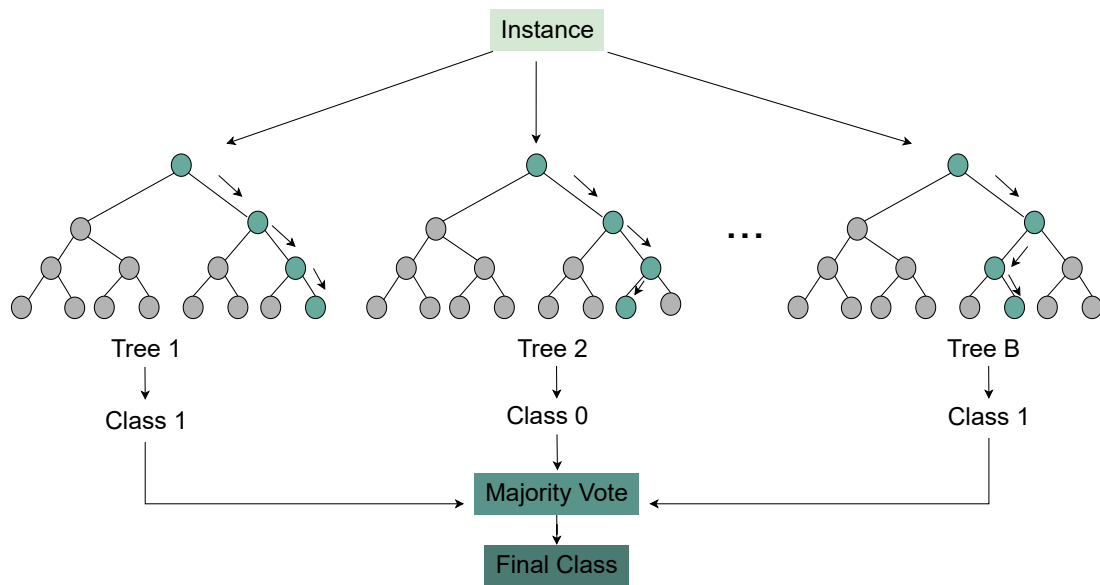 Instance
...
Tree 1
Tree 2
Tree B
Class 1
Class 0
Class 1
Majority Vote
Final Class